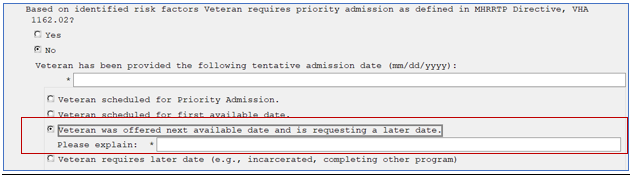 Based on identified risk factors Veteran requires priority admission as defined in MHRRTP Directive, VHA
1162.02?
Yes
No
Veteran has been provided the following tentative admission date (mm/dd/yyyy):
*
Veteran scheduled for Priority Admission.
Veteran scheduled for first available date.
Veteran was offered next available date and is requesting a later date.
Please explain: *
Veteran requires later date (e.g., incarcerated, completing other program)